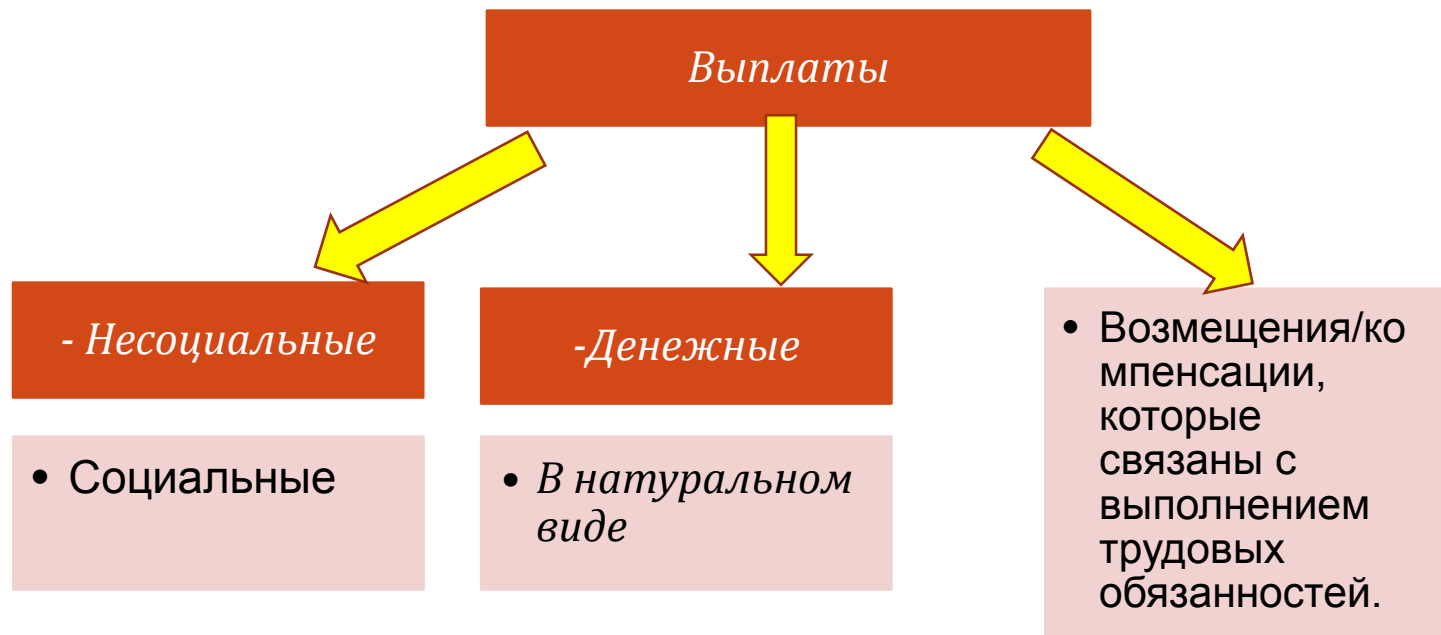 Выплаты
- Несоциальные
• Социальные
-Денежные
• В натуральном
виде
• Возмещения/ко
мпенсации,
которые
связаны с
выполнением
трудовых
обязанностей.